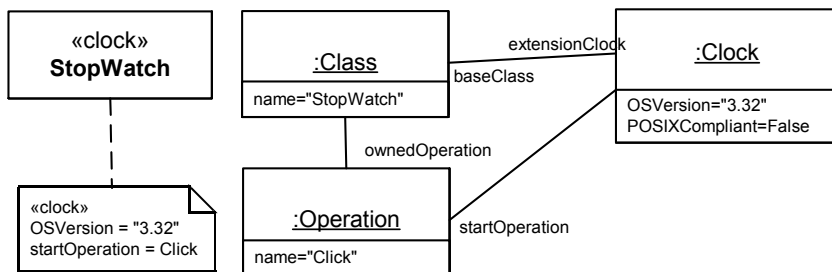 «clock»
StopWatch
«clock»
OSVersion = "3.32"
startOperation = Click
:Class
name="StopWatch"
extensionClock
baseClass
:Clock
OSVersion="3.32"
POSIXCompliant=False
ownedOperation
:Operation
name="Click"
startOperation